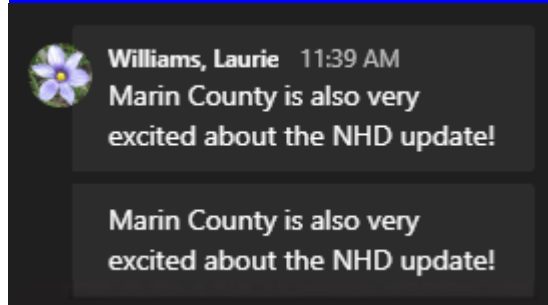 Williams, Laurie 11:39 AM
Marin County is also very
excited about the NHD update!
Marin County is also very
excited about the NHD update!